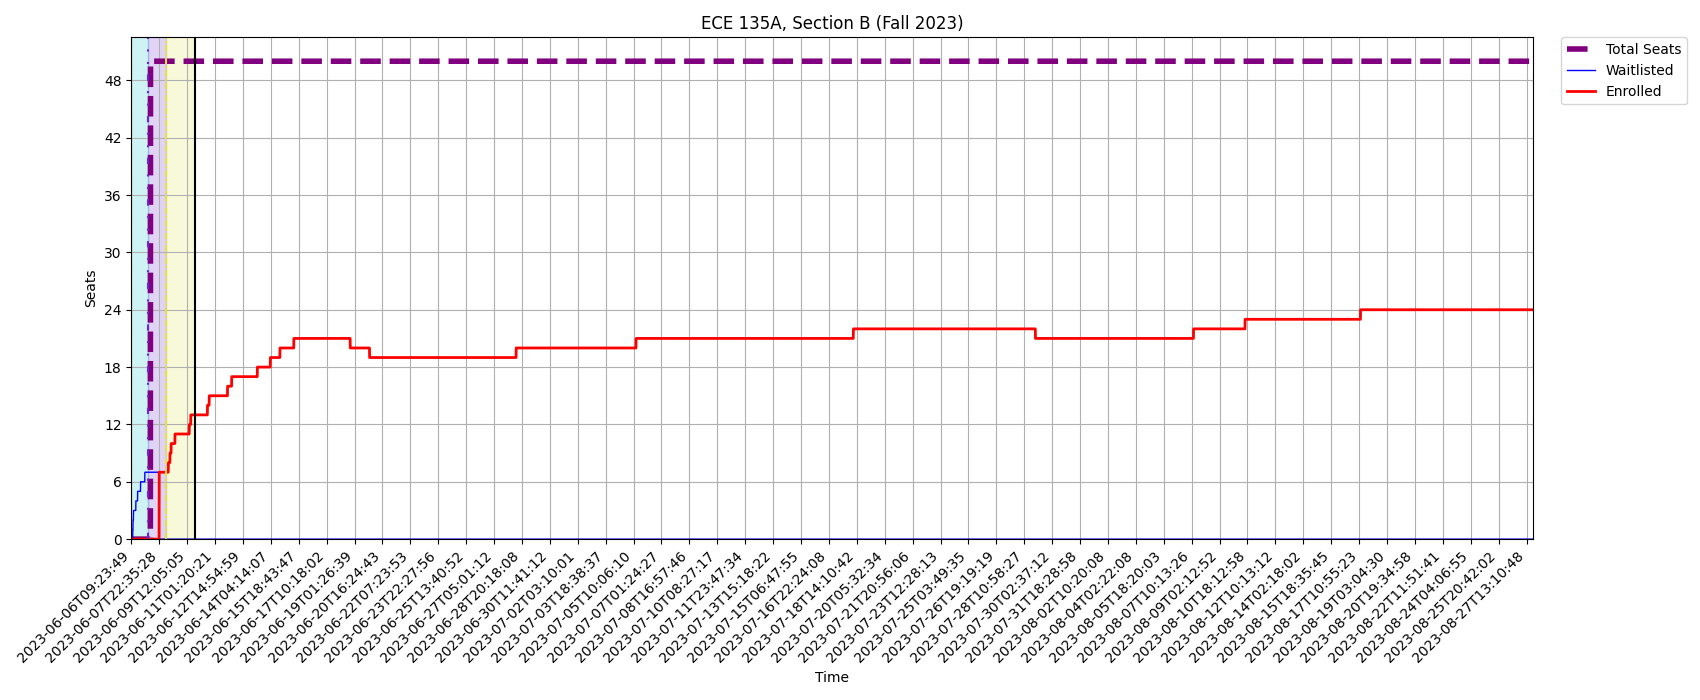 ECE 135A, Section B (Fall 2023)
Total Seats
Waitlisted
Enrolled
Seats
48
42
36
30
24
18
12
6
0
2023-06-06T09:23:49
2023-06-07T22:35:28
2023-06-09T12:05:05
2023-06-11T01:20:21
2023-06-12T14:54:59
2023-06-14T04:14:07
2023-06-15T18:43:47
2023-06-17T10:18:02
2023-06-19T01:26:39
2023-06-20T16:24:43
2023-06-22T07:23:53
2023-06-23T22:27:56
2023-06-25T13:40:52
2023-06-27T05:01:12
2023-06-28T20:18:08
2023-06-30T11:41:12
2023-07-02T03:10:01
2023-07-03T18:38:37
2023-07-05T10:06:10
2023-07-07T01:24:27
2023-07-08T16:57:46
2023-07-10T08:27:17
2023-07-11T23:47:34
2023-07-13T15:18:22
2023-07-15T06:47:55
2023-07-16T22:24:08
2023-07-18T14:10:42
2023-07-20T05:32:34
2023-07-21T20:56:06
2023-07-23T12:28:13
2023-07-25T03:49:35
2023-07-26T19:19:19
2023-07-28T10:58:27
2023-07-30T02:37:12
2023-07-31T18:28:58
2023-08-02T10:20:08
2023-08-04T02:22:08
2023-08-05T18:20:03
2023-08-07T10:13:26
2023-08-09T02:12:52
2023-08-10T18:12:58
2023-08-12T10:13:12
2023-08-14T02:18:02
2023-08-15T18:35:45
2023-08-17T10:55:23
2023-08-19T03:04:30
2023-08-20T19:34:58
2023-08-22T11:51:41
2023-08-24T04:06:55
2023-08-25T20:42:02
2023-08-27T13:10:48
Time